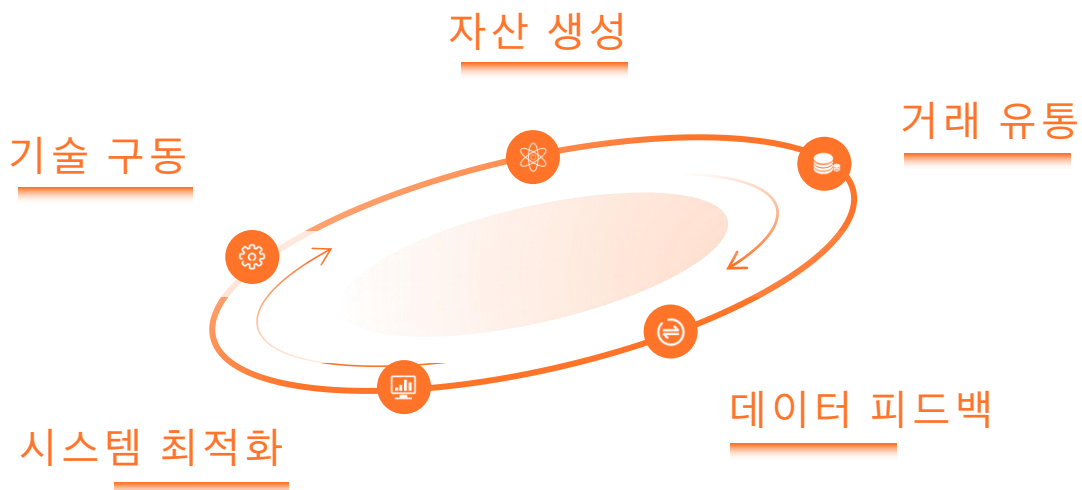 자산 생성
거래 유통
기술 구동
데이터 피드백
시스템 최적화